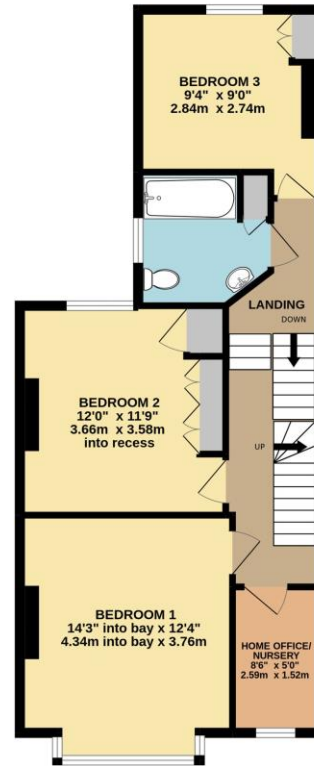 BEDROOM 3
9'4" x 9'0"
2.84m x 2.74m
LANDING
DOWN
BEDROOM 2
12'0" x 11'9"
3.66m x 3.58m
into recess
UP
BEDROOM 1
14'3" into bay x 12'4"
4.34m into bay x 3.76m
HOME OFFICE/
NURSERY
8'6" x 5'0"
2.59m x 1.52m